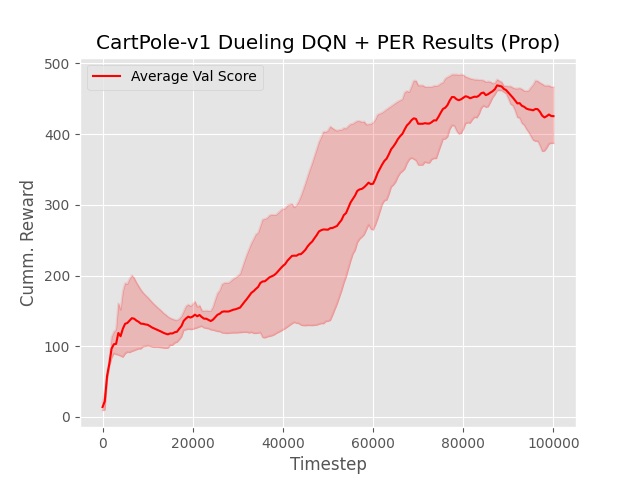 CartPole-v1 Dueling DQN + PER Results (Prop)
Average Val Score
Cumm. Reward
500
400
300
200
100
0
0 20000 40000 60000 80000 100000
Timestep